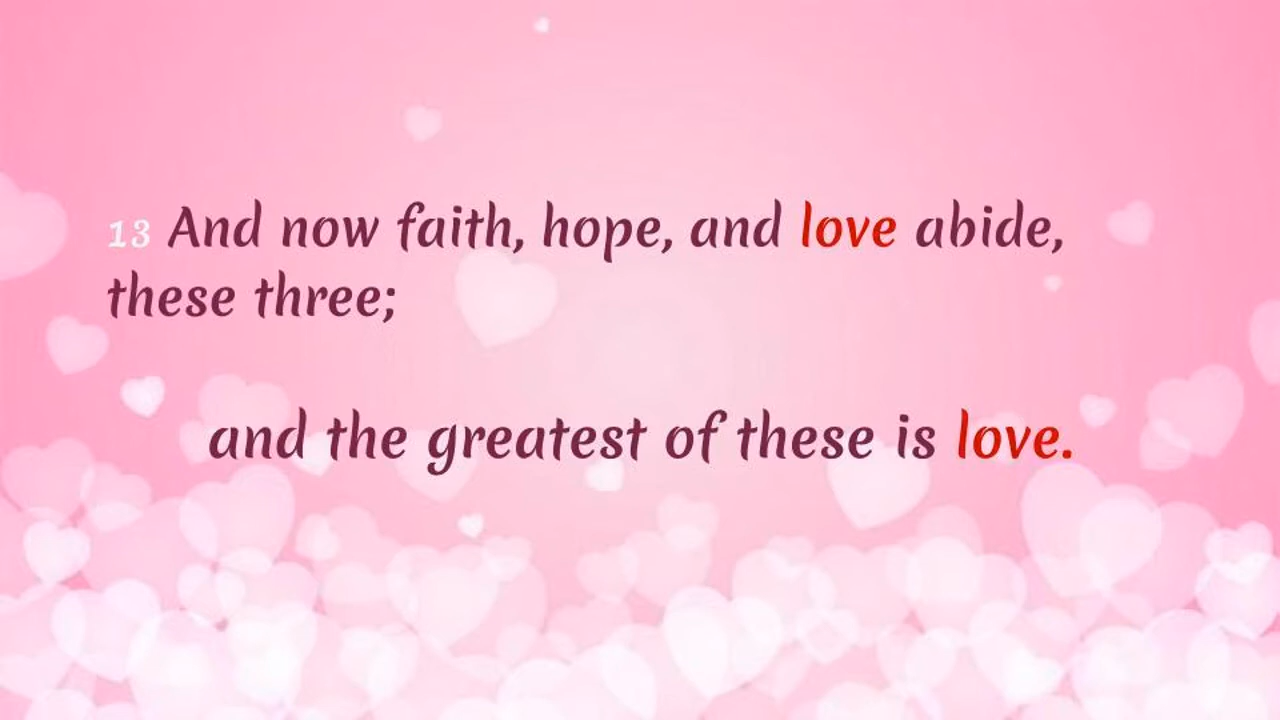 13 And now faith, hope, and love abide,
these three;
and the greatest of these is love.